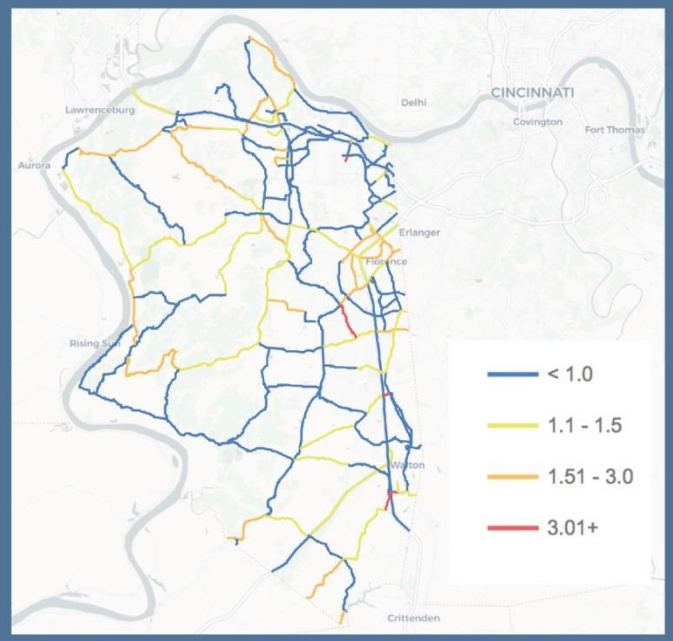 CINCINNATI
Delhi
Lawrenceburg
Covington
Fort Thomas
Aurora
Erlanger
Florence
Rising Sun
< 1.0
1.1 - 1.5
1.51 - 3.0
3.01+
Walton
Crittenden